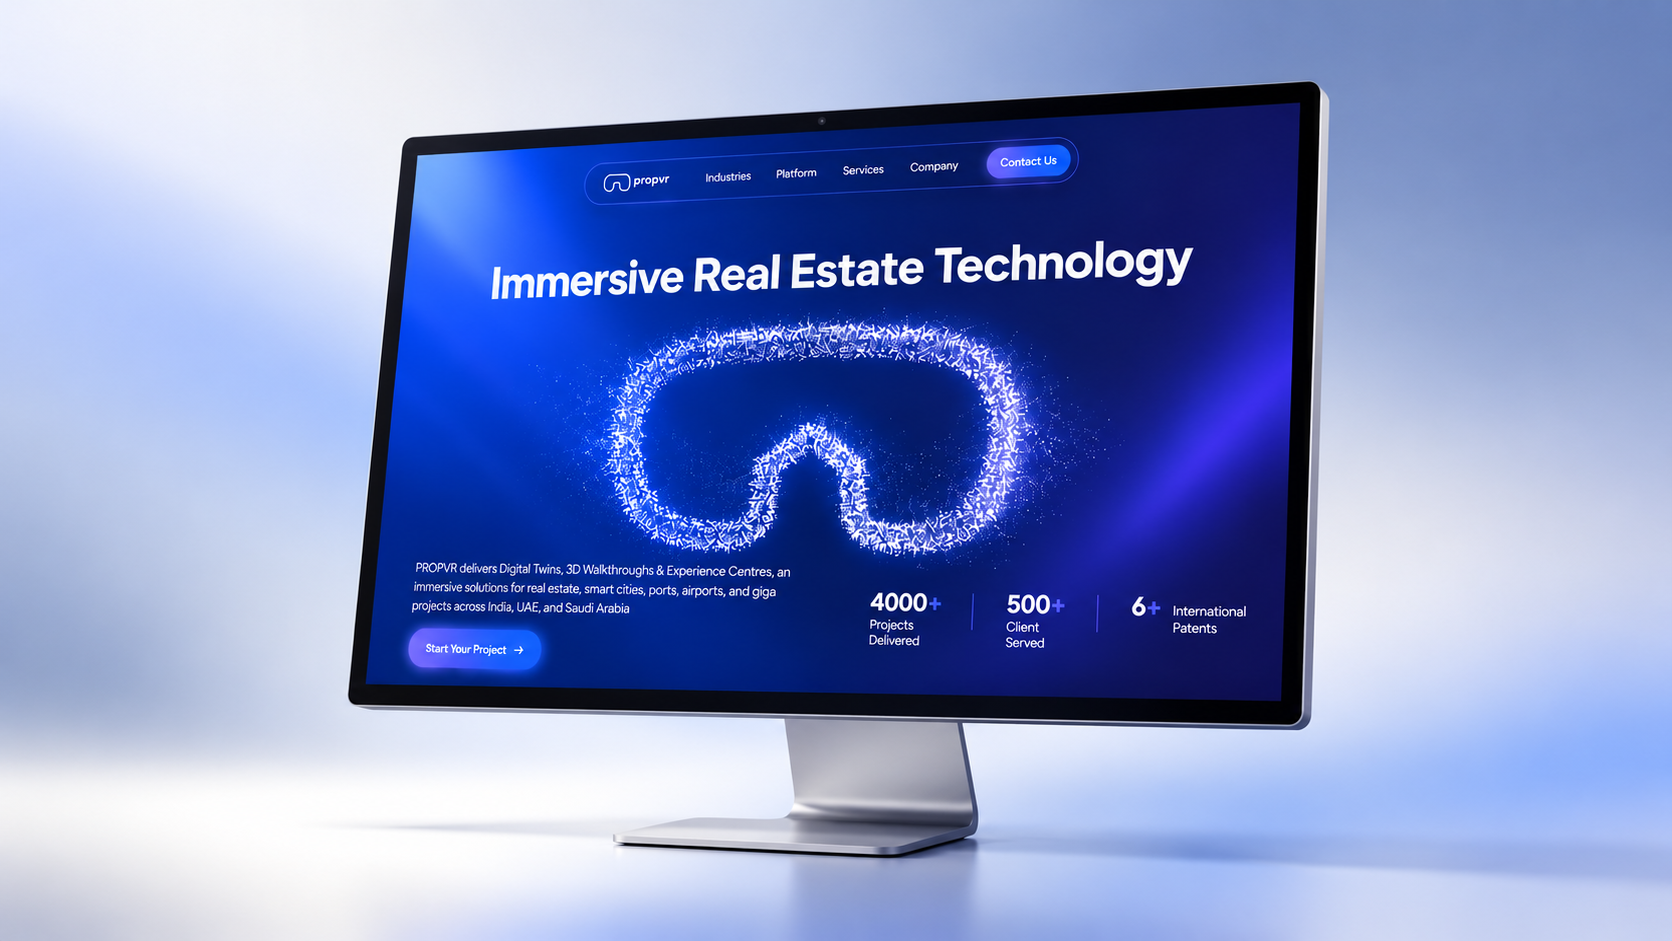 propvr
Industries
Platform
Services
Company
Contact Us
Immersive Real Estate Technology
PROPVR delivers Digital Twins, 3D Walkthroughs & Experience Centres, an
immersive solutions for real estate, smart cities, ports, airports, and giga
projects across India, UAE, and Saudi Arabia
Start Your Project →
4000+
Projects
Delivered
500+
Client
Served
6+
International
Patents